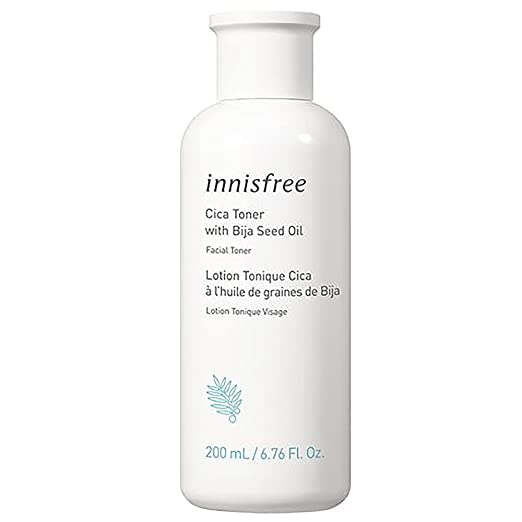 innisfree
Cica Toner
with Bija Seed Oil
Facial Toner
Lotion Tonique Cica
à l'huile de graines de Bija
Lotion Tonique Visage
200 mL / 6.76 Fl. Oz.